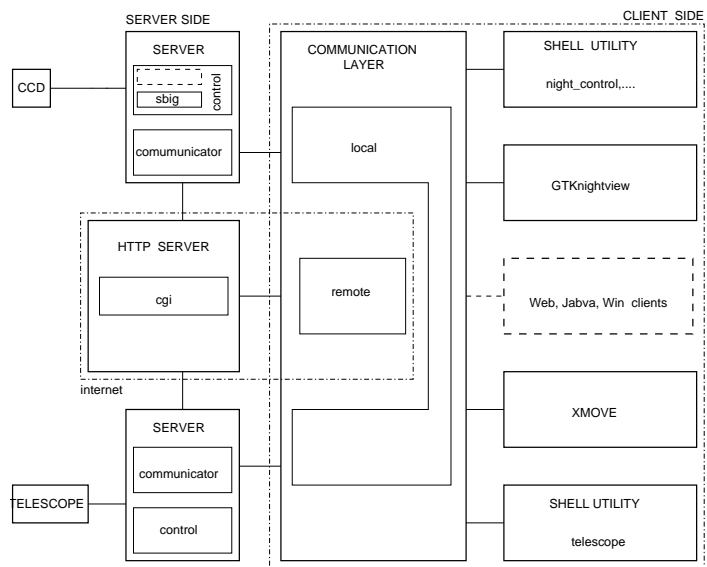 SERVER SIDE
CLIENT SIDE
SERVER
control
sbig
comumunicator
CCD
COMMUNICATION
LAYER
local
SHELL UTILITY
night_control,....
GTKnightview
HTTP SERVER
cgi
remote
Web, Jabva, Win clients
internet
SERVER
communicator
control
TELESCOPE
XMOVE
SHELL UTILITY
telescope